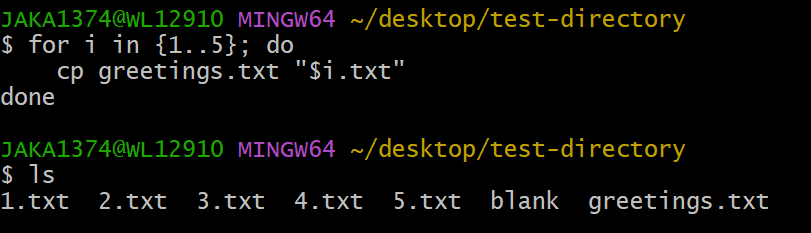 JAKA1374@WL12910 MINGW64 ~/desktop/test-directory
$ for i in {1..5}; do
    cp greetings.txt "$i.txt"
done
JAKA1374@WL12910 MINGW64 ~/desktop/test-directory
$ ls
1.txt  2.txt  3.txt  4.txt  5.txt  blank  greetings.txt